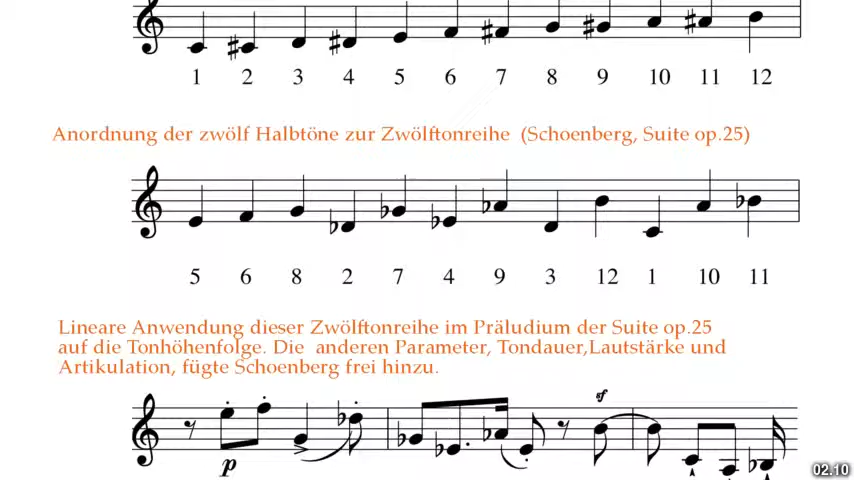 1 2 3 4 5 6 7 8 9 10 11 12
Anordnung der zwölf Halbtöne zur Zwölftonreihe (Schoenberg, Suite op.25)
5 6 8 2 7 4 9 3 12 1 10 11
Lineare Anwendung dieser Zwölftonreihe im Präludium der Suite op.25
auf die Tonhöhenfolge. Die anderen Parameter, Tondauer,Lautstärke und
Artikulation, fügte Schoenberg frei hinzu.
sf
p
02.10